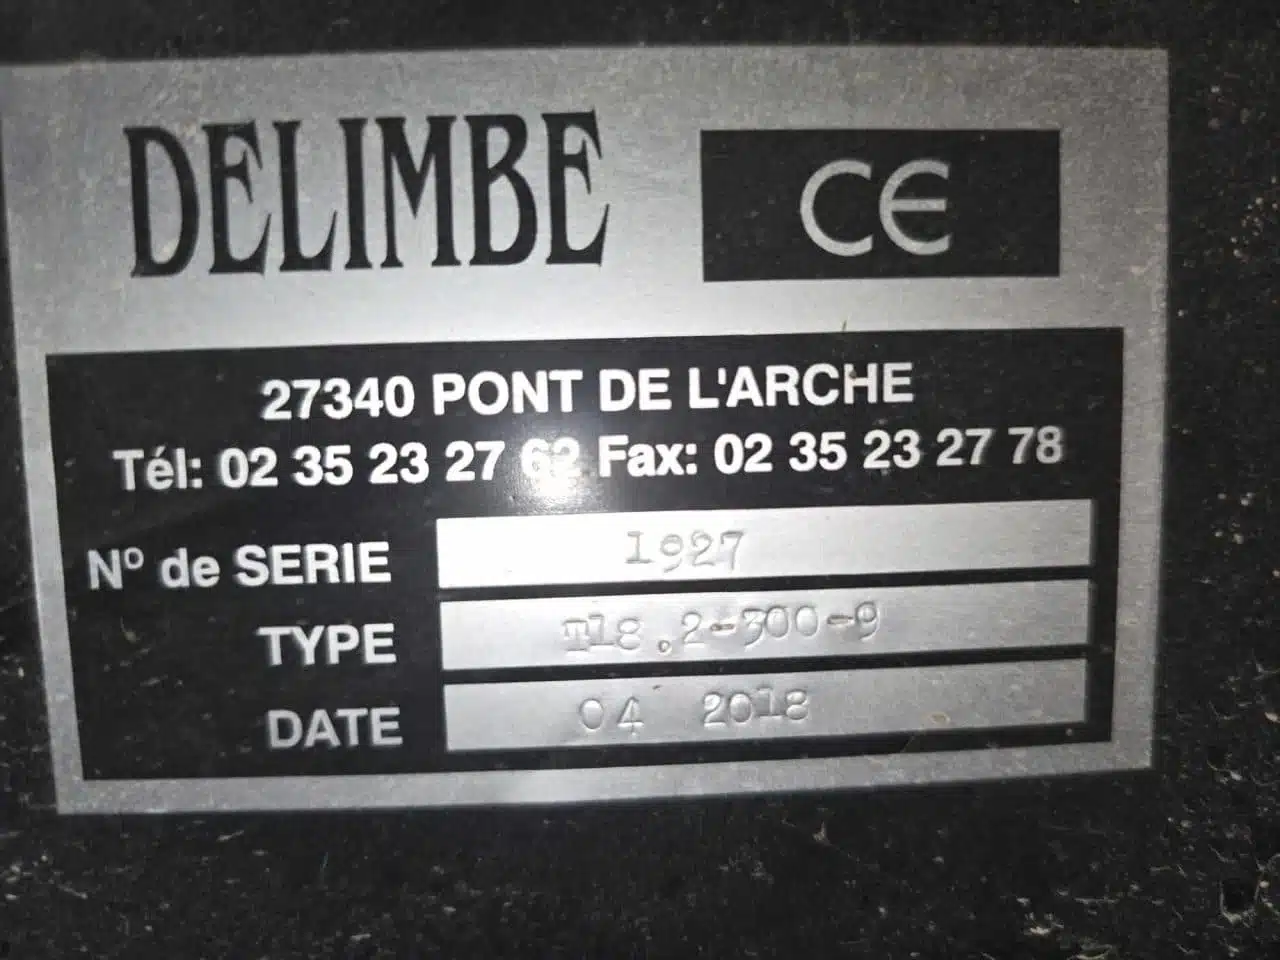 DELIMBE CE
27340 PONT DE L'ARCHE
Tél: 02 35 23 27 62 Fax: 02 35 23 27 78
Nº de SERIE 1927
TYPE T18.2-300-9
DATE 04 2018